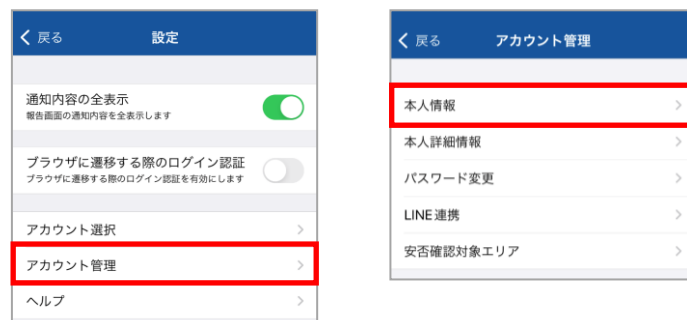 戻る
設定
通知内容の全表示
報告画面の通知内容を全表示します
ブラウザに遷移する際のログイン認証
ブラウザに遷移する際のログイン認証を有効にします
アカウント選択
アカウント管理
ヘルプ
戻る
アカウント管理
本人情報
本人詳細情報
パスワード変更
LINE連携
安否確認対象エリア